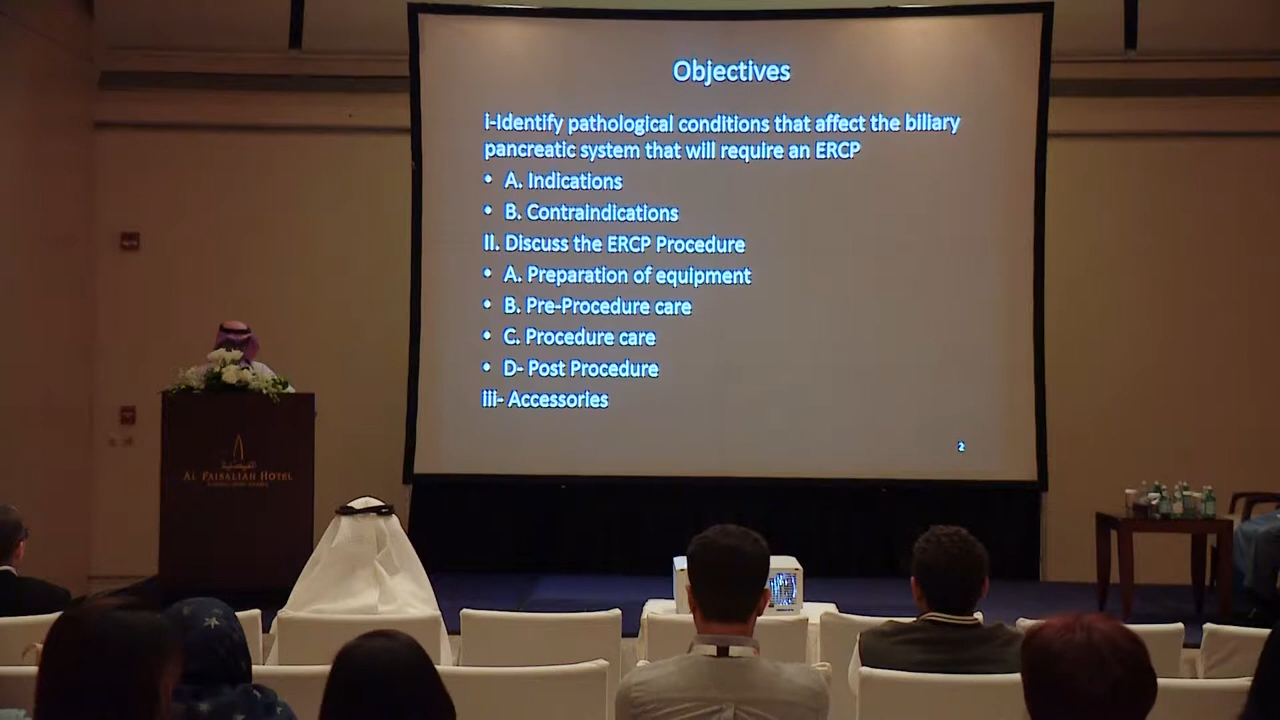 Objectives
i-Identify pathological conditions that affect the biliary
pancreatic system that will require an ERCP
• A. Indications
• B. Contraindications
II. Discuss the ERCP Procedure
• A. Preparation of equipment
• B. Pre-Procedure care
• C. Procedure care
• D- Post Procedure
iii- Accessories
2
الفيصلية
AL FAISALIAH HOTEL